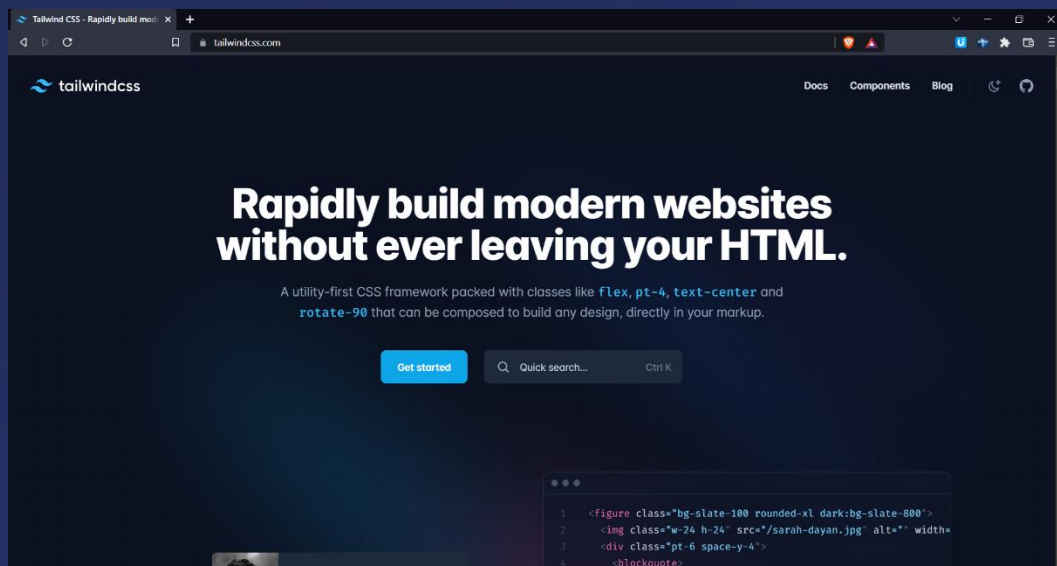 Tailwind CSS - Rapidly build mod
tailwindcss.com
tailwindcss
Docs Components Blog
Rapidly build modern websites
without ever leaving your HTML.
A utility-first CSS framework packed with classes like flex, pt-4, text-center and
rotate-90 that can be composed to build any design, directly in your markup.
Get started Quick search... Ctrl K
1 <figure class="bg-slate-100 rounded-xl dark:bg-slate-800">
2 <img class="w-24 h-24" src="/sarah-dayan.jpg" alt="" width=
3 <div class="pt-6 space-y-4">
4 <blockquote>